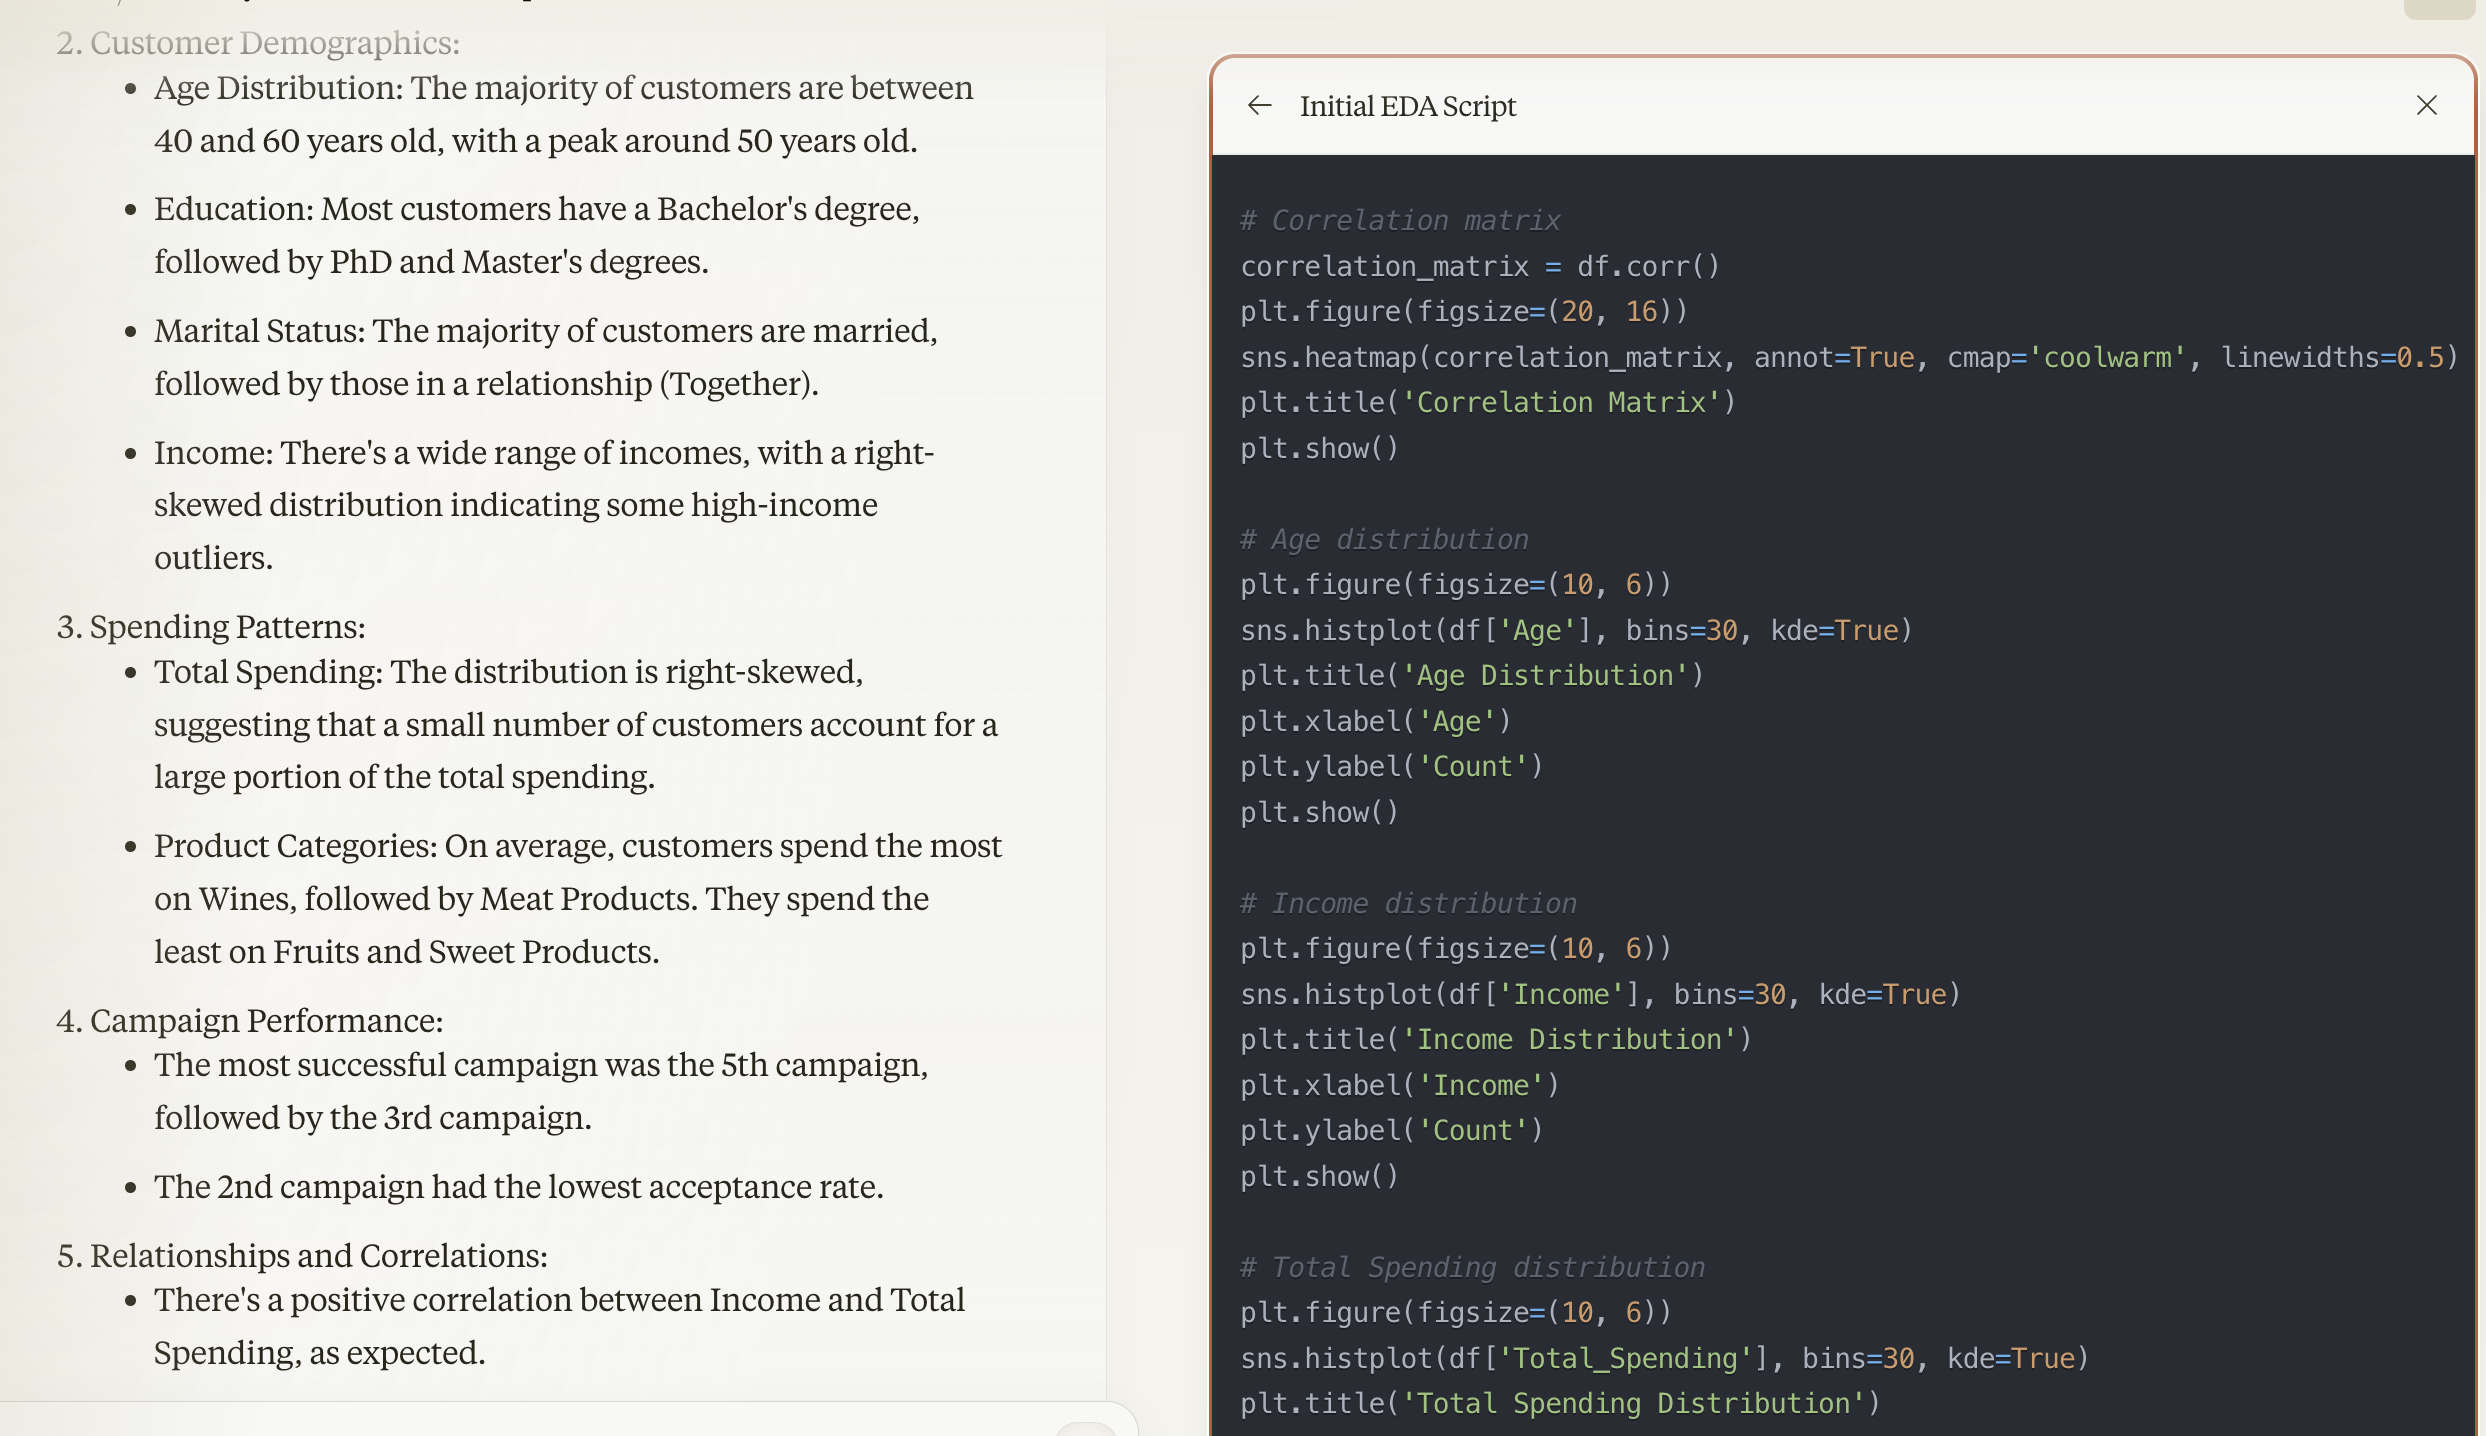 2. Customer Demographics:
• Age Distribution: The majority of customers are between
40 and 60 years old, with a peak around 50 years old.
• Education: Most customers have a Bachelor's degree,
followed by PhD and Master's degrees.
• Marital Status: The majority of customers are married,
followed by those in a relationship (Together).
• Income: There's a wide range of incomes, with a right-
skewed distribution indicating some high-income
outliers.
3. Spending Patterns:
• Total Spending: The distribution is right-skewed,
suggesting that a small number of customers account for a
large portion of the total spending.
• Product Categories: On average, customers spend the most
on Wines, followed by Meat Products. They spend the
least on Fruits and Sweet Products.
4. Campaign Performance:
• The most successful campaign was the 5th campaign,
followed by the 3rd campaign.
• The 2nd campaign had the lowest acceptance rate.
5. Relationships and Correlations:
• There's a positive correlation between Income and Total
Spending, as expected.
Initial EDA Script
# Correlation matrix
correlation_matrix = df.corr()
plt.figure(figsize=(20, 16))
sns.heatmap(correlation_matrix, annot=True, cmap='coolwarm', linewidths=0.5)
plt.title('Correlation Matrix')
plt.show()
# Age distribution
plt.figure(figsize=(10, 6))
sns.histplot(df['Age'], bins=30, kde=True)
plt.title('Age Distribution')
plt.xlabel('Age')
plt.ylabel('Count')
plt.show()
# Income distribution
plt.figure(figsize=(10, 6))
sns.histplot(df['Income'], bins=30, kde=True)
plt.title('Income Distribution')
plt.xlabel('Income')
plt.ylabel('Count')
plt.show()
# Total Spending distribution
plt.figure(figsize=(10, 6))
sns.histplot(df['Total_Spending'], bins=30, kde=True)
plt.title('Total Spending Distribution')